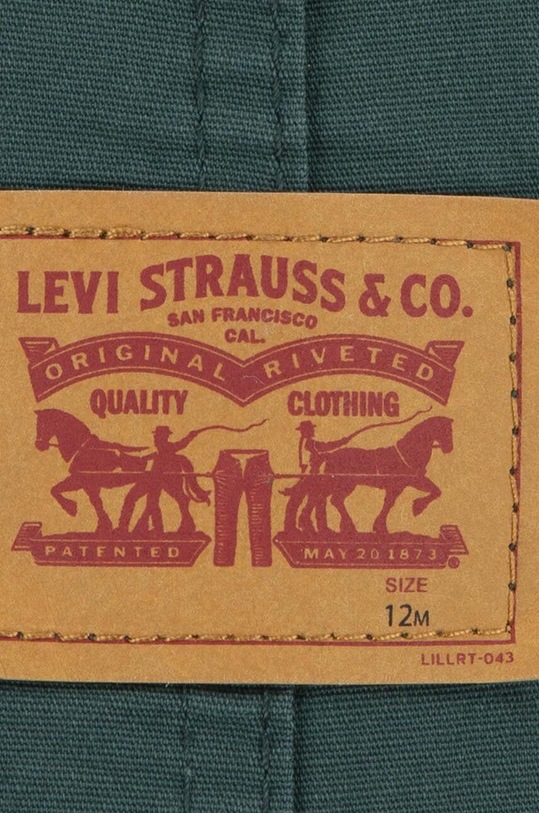 LEVI STRAUSS & CO.
SAN FRANCISCO
CAL.
ORIGINAL RIVETED
QUALITY CLOTHING
PATENTED MAY 20 1873 ®
SIZE
12M
LILLRT-043